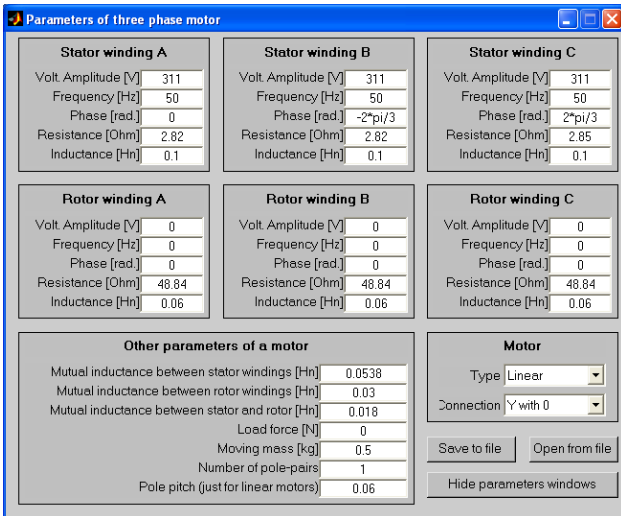 Parameters of three phase motor
Stator winding A
Volt. Amplitude [V] 311
Frequency [Hz] 50
Phase [rad.] 0
Resistance [Ohm] 2.82
Inductance [Hn] 0.1
Stator winding B
Volt. Amplitude [V] 311
Frequency [Hz] 50
Phase [rad.] -2*pi/3
Resistance [Ohm] 2.82
Inductance [Hn] 0.1
Stator winding C
Volt. Amplitude [V] 311
Frequency [Hz] 50
Phase [rad.] 2*pi/3
Resistance [Ohm] 2.85
Inductance [Hn] 0.1
Rotor winding A
Volt. Amplitude [V] 0
Frequency [Hz] 0
Phase [rad.] 0
Resistance [Ohm] 48.84
Inductance [Hn] 0.06
Rotor winding B
Volt. Amplitude [V] 0
Frequency [Hz] 0
Phase [rad.] 0
Resistance [Ohm] 48.84
Inductance [Hn] 0.06
Rotor winding C
Volt. Amplitude [V] 0
Frequency [Hz] 0
Phase [rad.] 0
Resistance [Ohm] 48.84
Inductance [Hn] 0.06
Other parameters of a motor
Mutual inductance between stator windings [Hn] 0.0538
Mutual inductance between rotor windings [Hn] 0.03
Mutual inductance between stator and rotor [Hn] 0.018
Load force [N] 0
Moving mass [kg] 0.5
Number of pole-pairs 1
Pole pitch (just for linear motors) 0.06
Motor
Type Linear
Connection Y with 0
Save to file
Open from file
Hide parameters windows